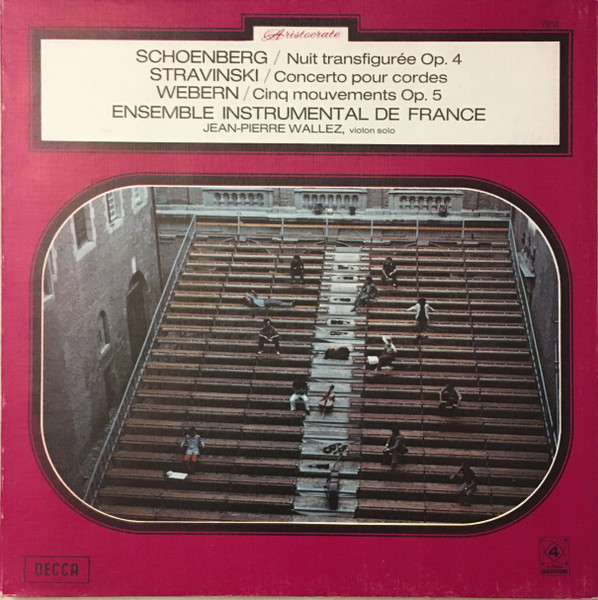 Aristocrate
SCHOENBERG / Nuit transfigurée Op. 4
STRAVINSKI / Concerto pour cordes
WEBERN / Cinq mouvements Op. 5
ENSEMBLE INSTRUMENTAL DE FRANCE
JEAN-PIERRE WALLEZ, violon solo
DECCA
4